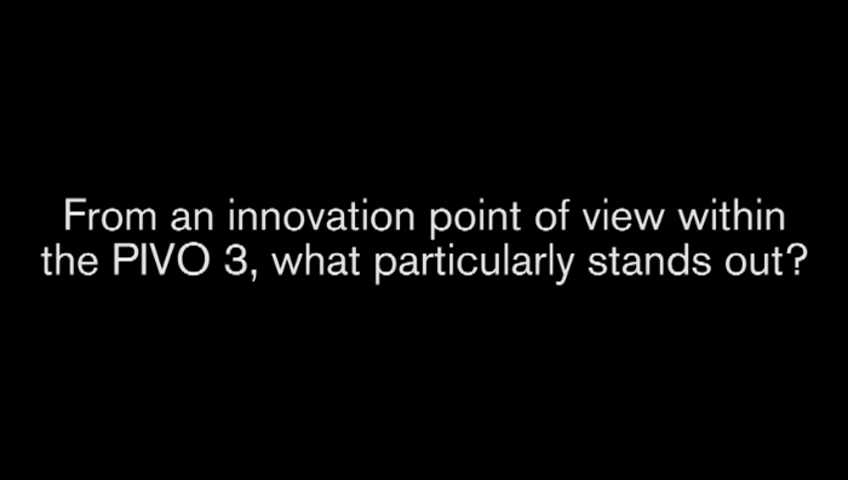 From an innovation point of view within
the PIVO 3, what particularly stands out?